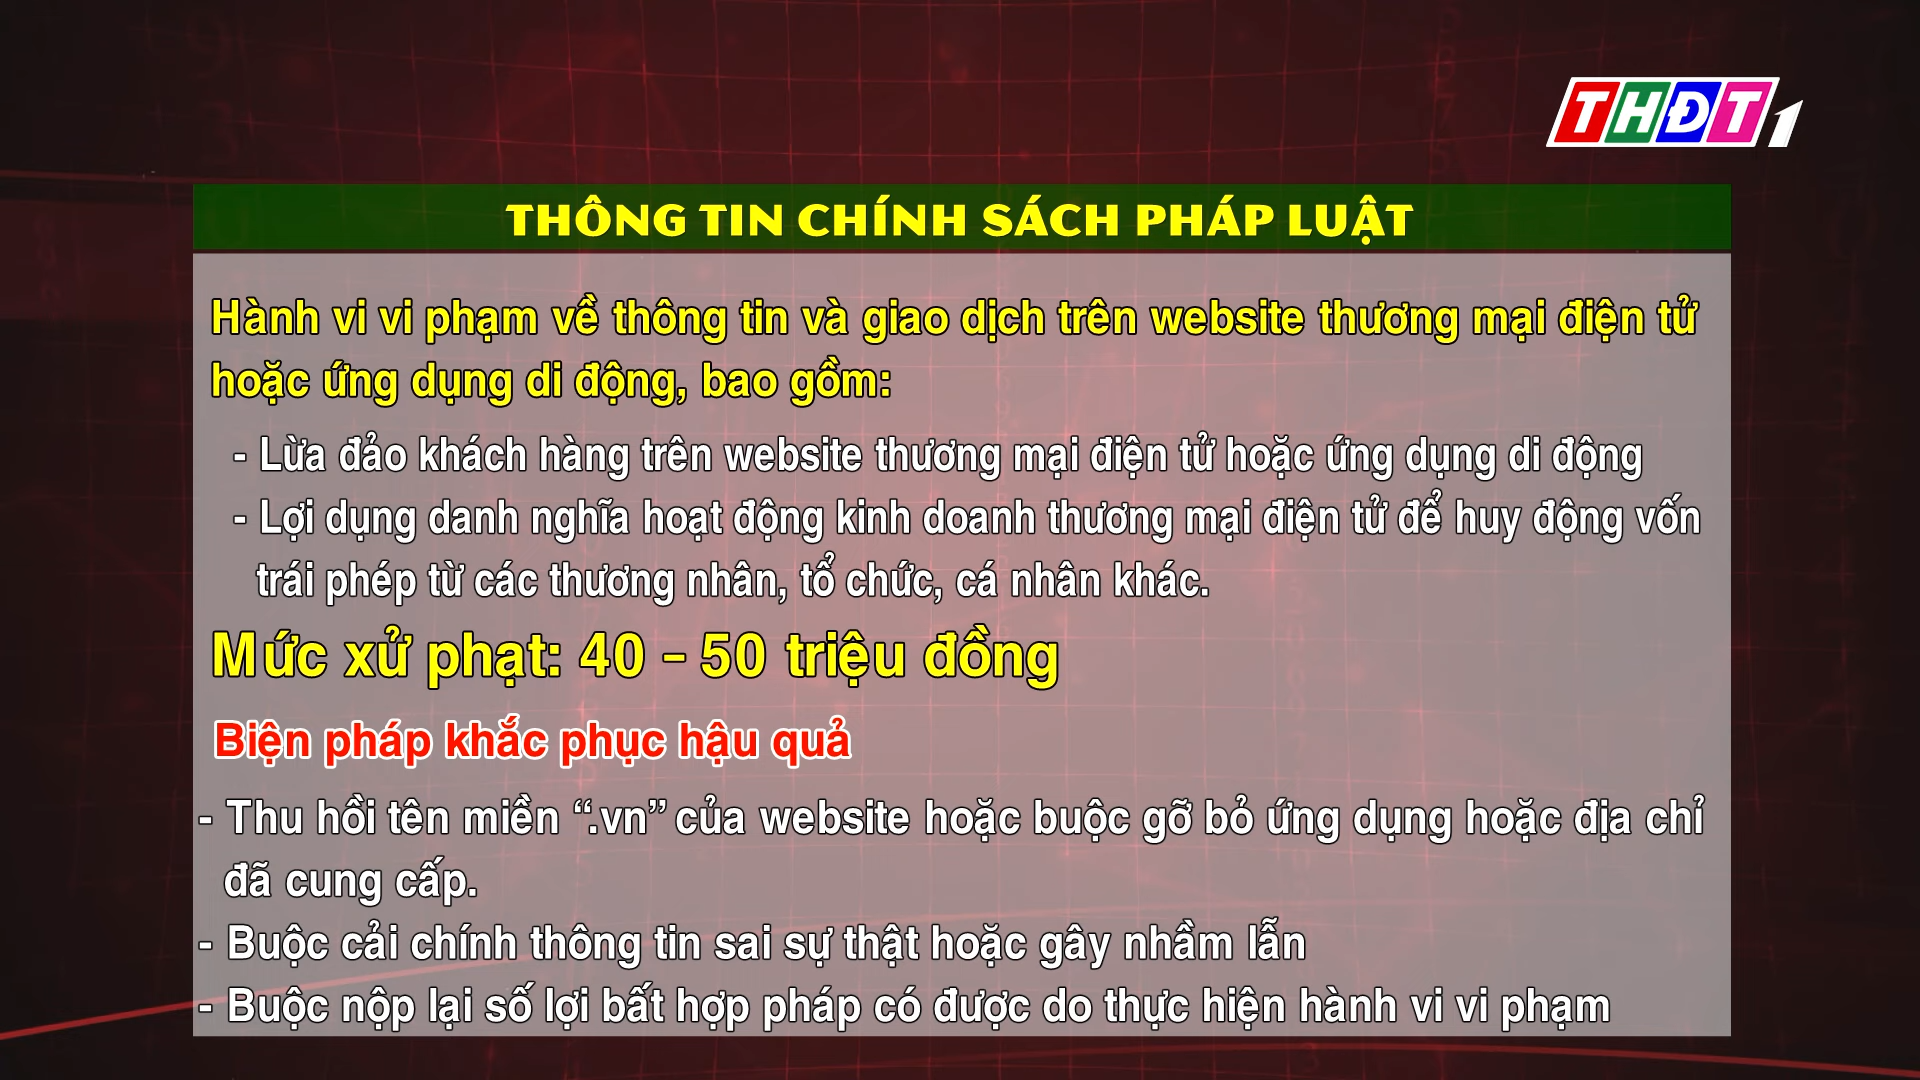 THĐT1
THÔNG TIN CHÍNH SÁCH PHÁP LUẬT
Hành vi vi phạm về thông tin và giao dịch trên website thương mại điện tử
hoặc ứng dụng di động, bao gồm:
- Lừa đảo khách hàng trên website thương mại điện tử hoặc ứng dụng di động
- Lợi dụng danh nghĩa hoạt động kinh doanh thương mại điện tử để huy động vốn
trái phép từ các thương nhân, tổ chức, cá nhân khác.
Mức xử phạt: 40 – 50 triệu đồng
Biện pháp khắc phục hậu quả
- Thu hồi tên miền “.vn” của website hoặc buộc gỡ bỏ ứng dụng hoặc địa chỉ
đã cung cấp.
- Buộc cải chính thông tin sai sự thật hoặc gây nhầm lẫn
- Buộc nộp lại số lợi bất hợp pháp có được do thực hiện hành vi vi phạm